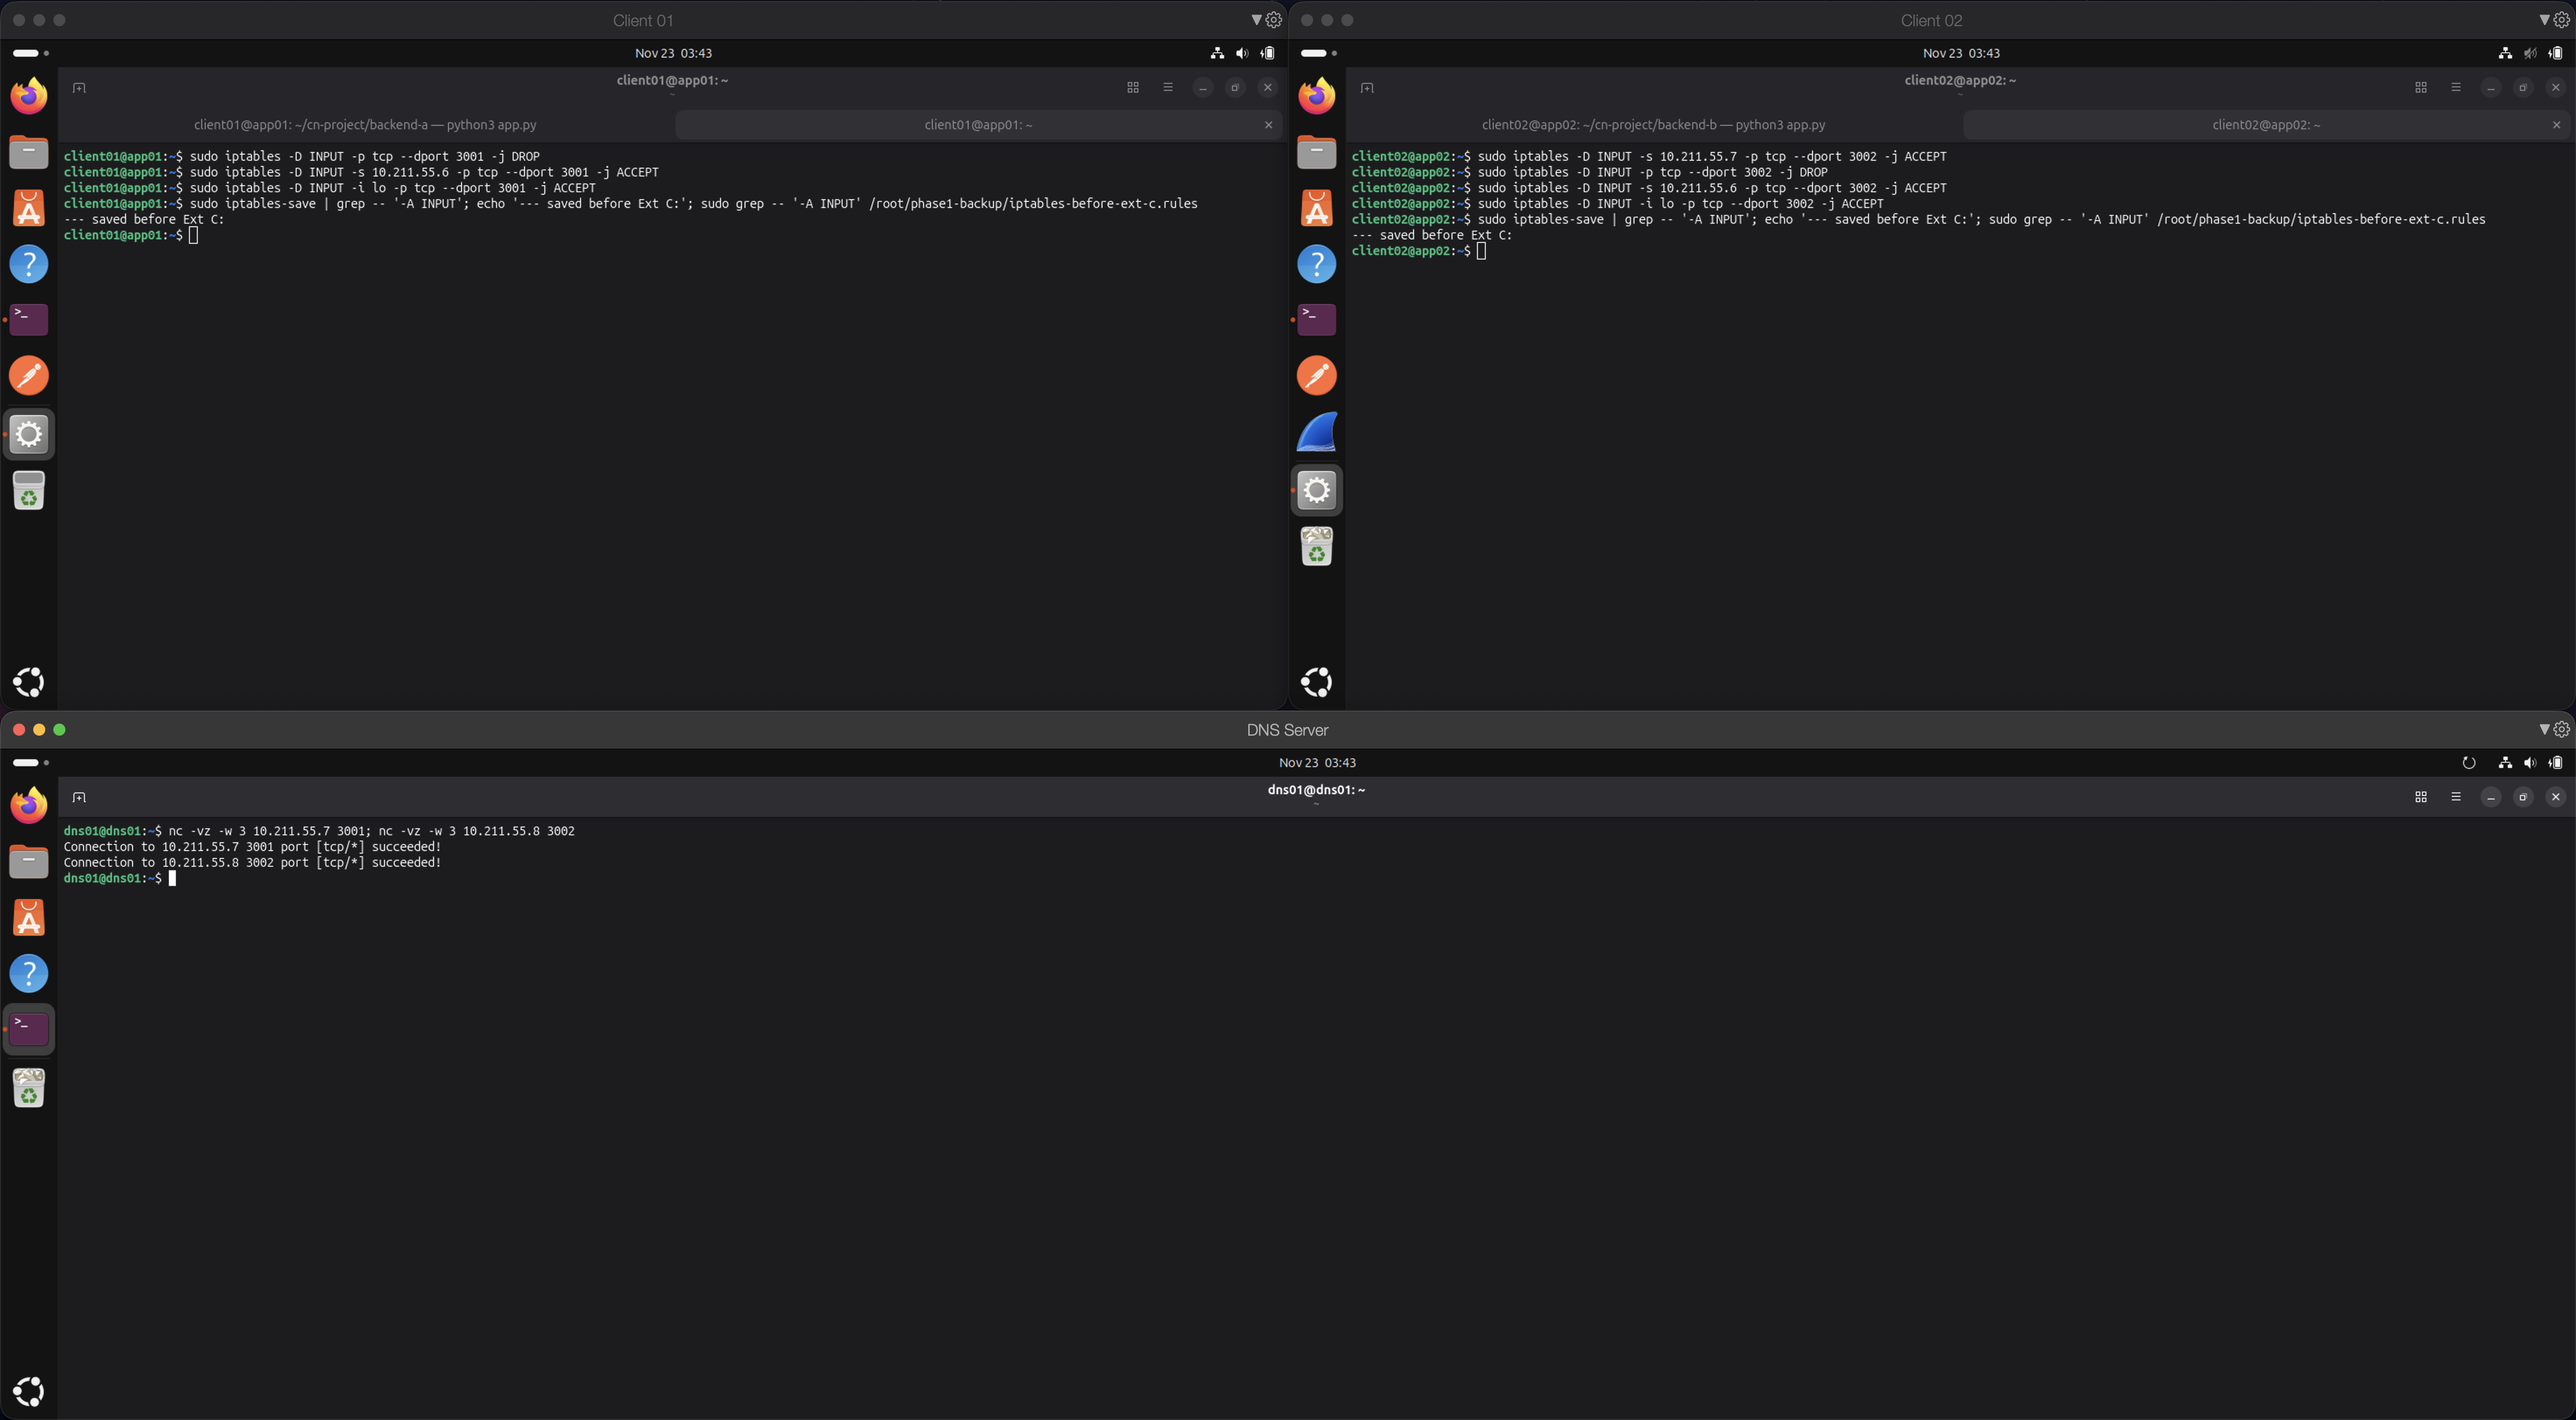 Client 01
Nov 23 03:43
client01@app01: ~
~
client01@app01: ~/cn-project/backend-a — python3 app.py
client01@app01: ~
client01@app01:~$ sudo iptables -D INPUT -p tcp --dport 3001 -j DROP
client01@app01:~$ sudo iptables -D INPUT -s 10.211.55.6 -p tcp --dport 3001 -j ACCEPT
client01@app01:~$ sudo iptables -D INPUT -i lo -p tcp --dport 3001 -j ACCEPT
client01@app01:~$ sudo iptables-save | grep -- '-A INPUT'; echo '--- saved before Ext C:'; sudo grep -- '-A INPUT' /root/phase1-backup/iptables-before-ext-c.rules
--- saved before Ext C:
client01@app01:~$
Client 02
Nov 23 03:43
client02@app02: ~
~
client02@app02: ~/cn-project/backend-b — python3 app.py
client02@app02: ~
client02@app02:~$ sudo iptables -D INPUT -s 10.211.55.7 -p tcp --dport 3002 -j ACCEPT
client02@app02:~$ sudo iptables -D INPUT -p tcp --dport 3002 -j DROP
client02@app02:~$ sudo iptables -D INPUT -s 10.211.55.6 -p tcp --dport 3002 -j ACCEPT
client02@app02:~$ sudo iptables -D INPUT -i lo -p tcp --dport 3002 -j ACCEPT
client02@app02:~$ sudo iptables-save | grep -- '-A INPUT'; echo '--- saved before Ext C:'; sudo grep -- '-A INPUT' /root/phase1-backup/iptables-before-ext-c.rules
--- saved before Ext C:
client02@app02:~$
DNS Server
Nov 23 03:43
dns01@dns01: ~
~
dns01@dns01:~$ nc -vz -w 3 10.211.55.7 3001; nc -vz -w 3 10.211.55.8 3002
Connection to 10.211.55.7 3001 port [tcp/*] succeeded!
Connection to 10.211.55.8 3002 port [tcp/*] succeeded!
dns01@dns01:~$